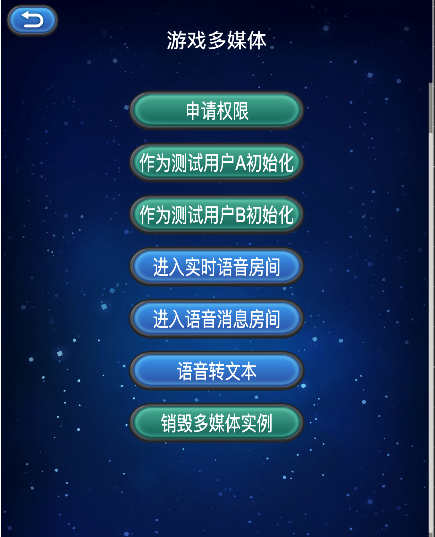 游戏多媒体
申请权限
作为测试用户A初始化
作为测试用户B初始化
进入实时语音房间
进入语音消息房间
语音转文本
销毁多媒体实例